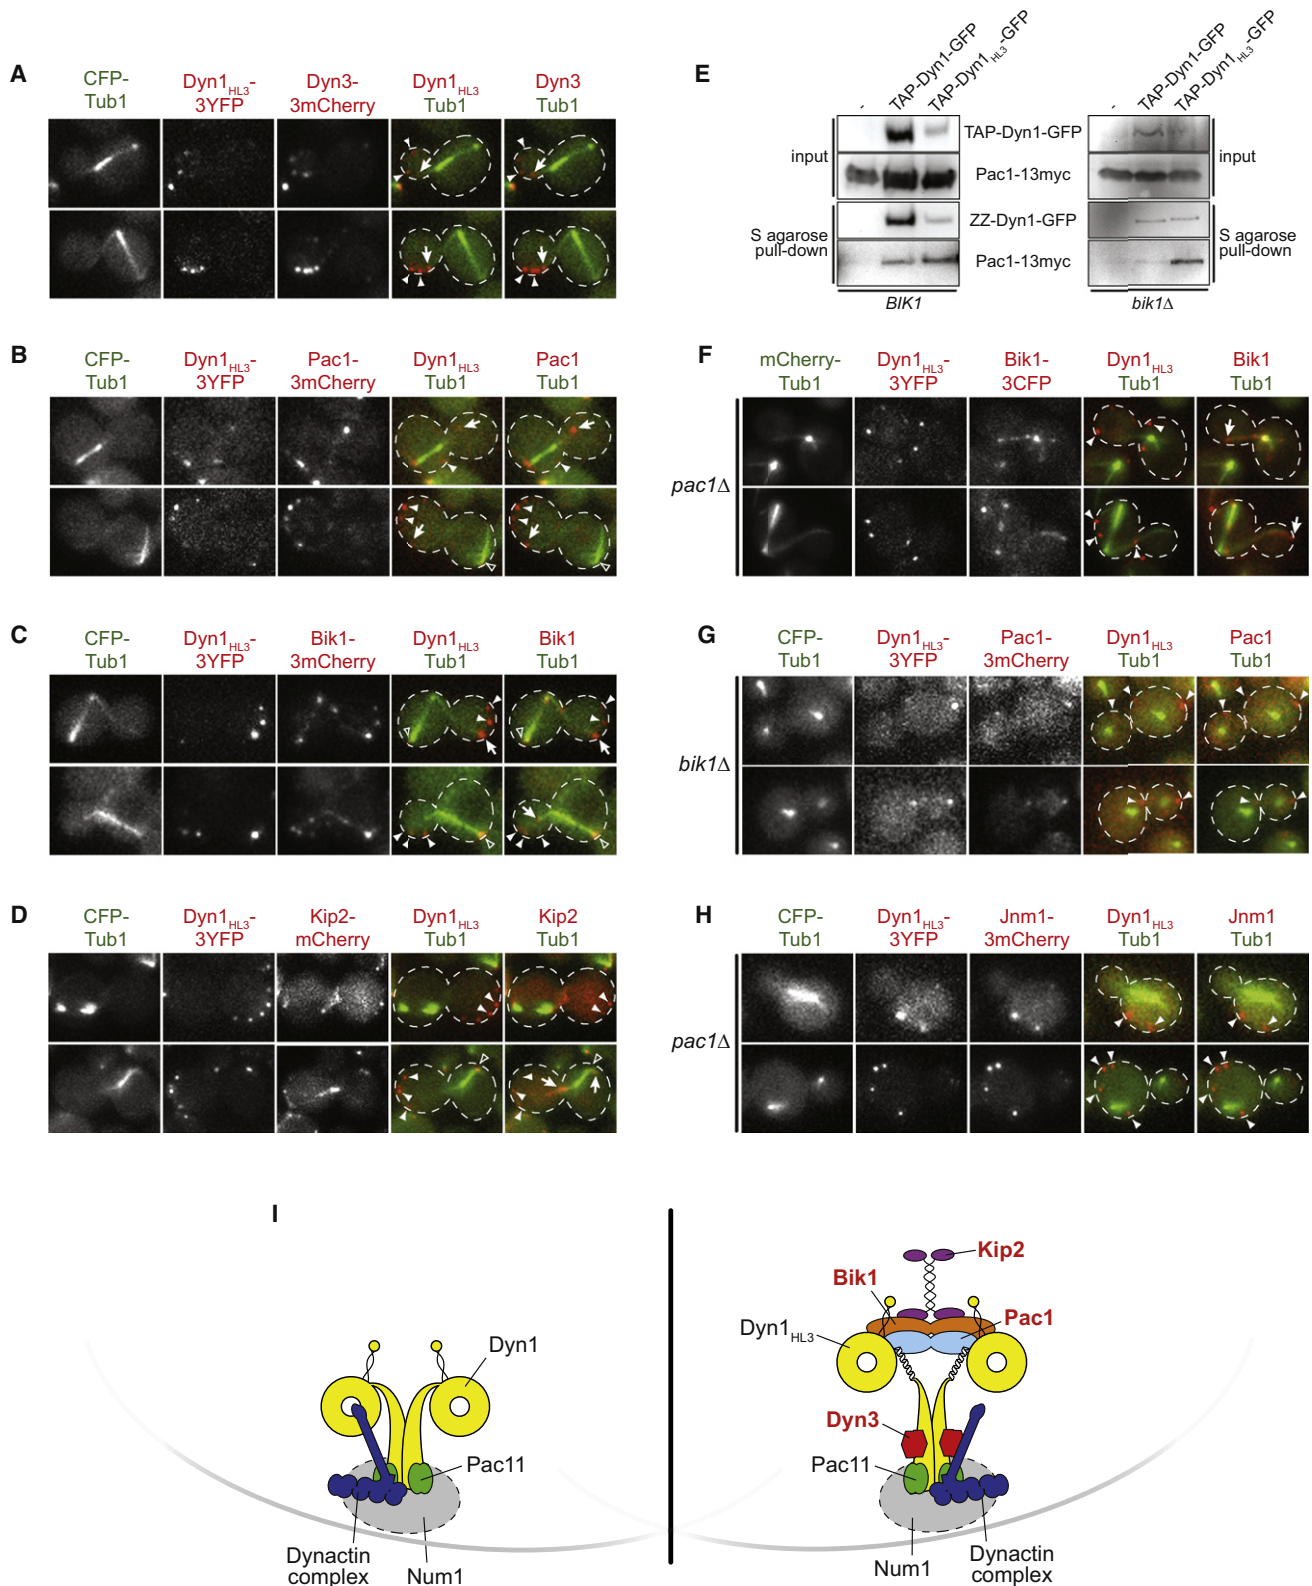 A
CFP-
Tub1
Dyn1HL3-
3YFP
Dyn3-
3mCherry
Dyn1HL3
Tub1
Dyn3
Tub1
B
CFP-
Tub1
Dyn1HL3-
3YFP
Pac1-
3mCherry
Dyn1HL3
Tub1
Pac1
Tub1
C
CFP-
Tub1
Dyn1HL3-
3YFP
Bik1-
3mCherry
Dyn1HL3
Tub1
Bik1
Tub1
D
CFP-
Tub1
Dyn1HL3-
3YFP
Kip2-
mCherry
Dyn1HL3
Tub1
Kip2
Tub1
E
-
TAP-Dyn1-GFP
TAP-Dyn1HL3-GFP
-
TAP-Dyn1-GFP
TAP-Dyn1HL3-GFP
input
TAP-Dyn1-GFP
Pac1-13myc
input
S agarose
pull-down
ZZ-Dyn1-GFP
Pac1-13myc
S agarose
pull-down
BIK1
bik1Δ
F
mCherry-
Tub1
Dyn1HL3-
3YFP
Bik1-
3CFP
Dyn1HL3
Tub1
Bik1
Tub1
pac1Δ
G
CFP-
Tub1
Dyn1HL3-
3YFP
Pac1-
3mCherry
Dyn1HL3
Tub1
Pac1
Tub1
bik1Δ
H
CFP-
Tub1
Dyn1HL3-
3YFP
Jnm1-
3mCherry
Dyn1HL3
Tub1
Jnm1
Tub1
pac1Δ
I
Dyn1
Pac11
Dynactin
complex
Num1
Kip2
Bik1
Pac1
Dyn1HL3
Dyn3
Pac11
Num1
Dynactin
complex